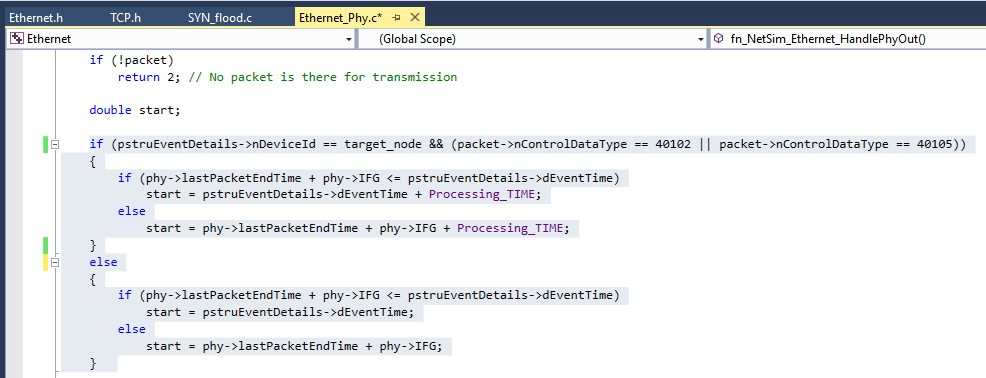 Ethernet.h TCP.h SYN_flood.c Ethernet_Phy.c*
Ethernet (Global Scope) fn_NetSim_Ethernet_HandlePhyOut()
if (!packet)
return 2; // No packet is there for transmission
double start;
if (pstruEventDetails->nDeviceId == target_node && (packet->nControlDataType == 40102 || packet->nControlDataType == 40105))
{
if (phy->lastPacketEndTime + phy->IFG <= pstruEventDetails->dEventTime)
start = pstruEventDetails->dEventTime + Processing_TIME;
else
start = phy->lastPacketEndTime + phy->IFG + Processing_TIME;
}
else
{
if (phy->lastPacketEndTime + phy->IFG <= pstruEventDetails->dEventTime)
start = pstruEventDetails->dEventTime;
else
start = phy->lastPacketEndTime + phy->IFG;
}